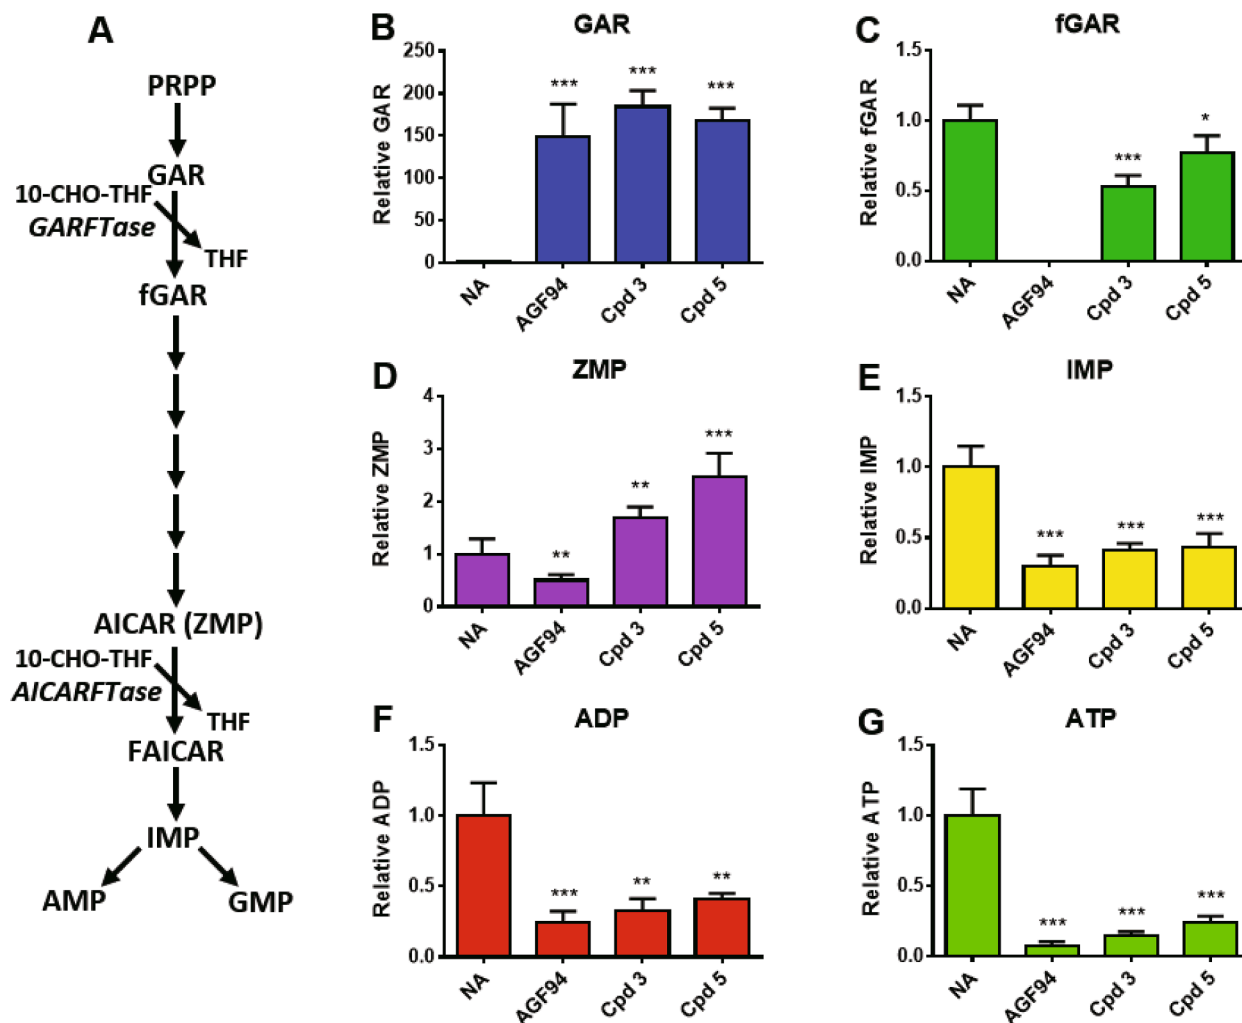 A
PRPP
GAR
10-CHO-THF
GARFTase
THF
fGAR
AICAR (ZMP)
10-CHO-THF
AICARFTase
THF
FAICAR
IMP
AMP
GMP
B
GAR
Relative GAR
250
200
150
100
50
0
***
***
***
NA
AGF94
Cpd 3
Cpd 5
C
fGAR
Relative fGAR
1.5
1.0
0.5
0.0
***
*
NA
AGF94
Cpd 3
Cpd 5
D
ZMP
Relative ZMP
4
3
2
1
0
**
**
***
NA
AGF94
Cpd 3
Cpd 5
E
IMP
Relative IMP
1.5
1.0
0.5
0.0
***
***
***
NA
AGF94
Cpd 3
Cpd 5
F
ADP
Relative ADP
1.5
1.0
0.5
0.0
***
**
**
NA
AGF94
Cpd 3
Cpd 5
G
ATP
Relative ATP
1.5
1.0
0.5
0.0
***
***
***
NA
AGF94
Cpd 3
Cpd 5